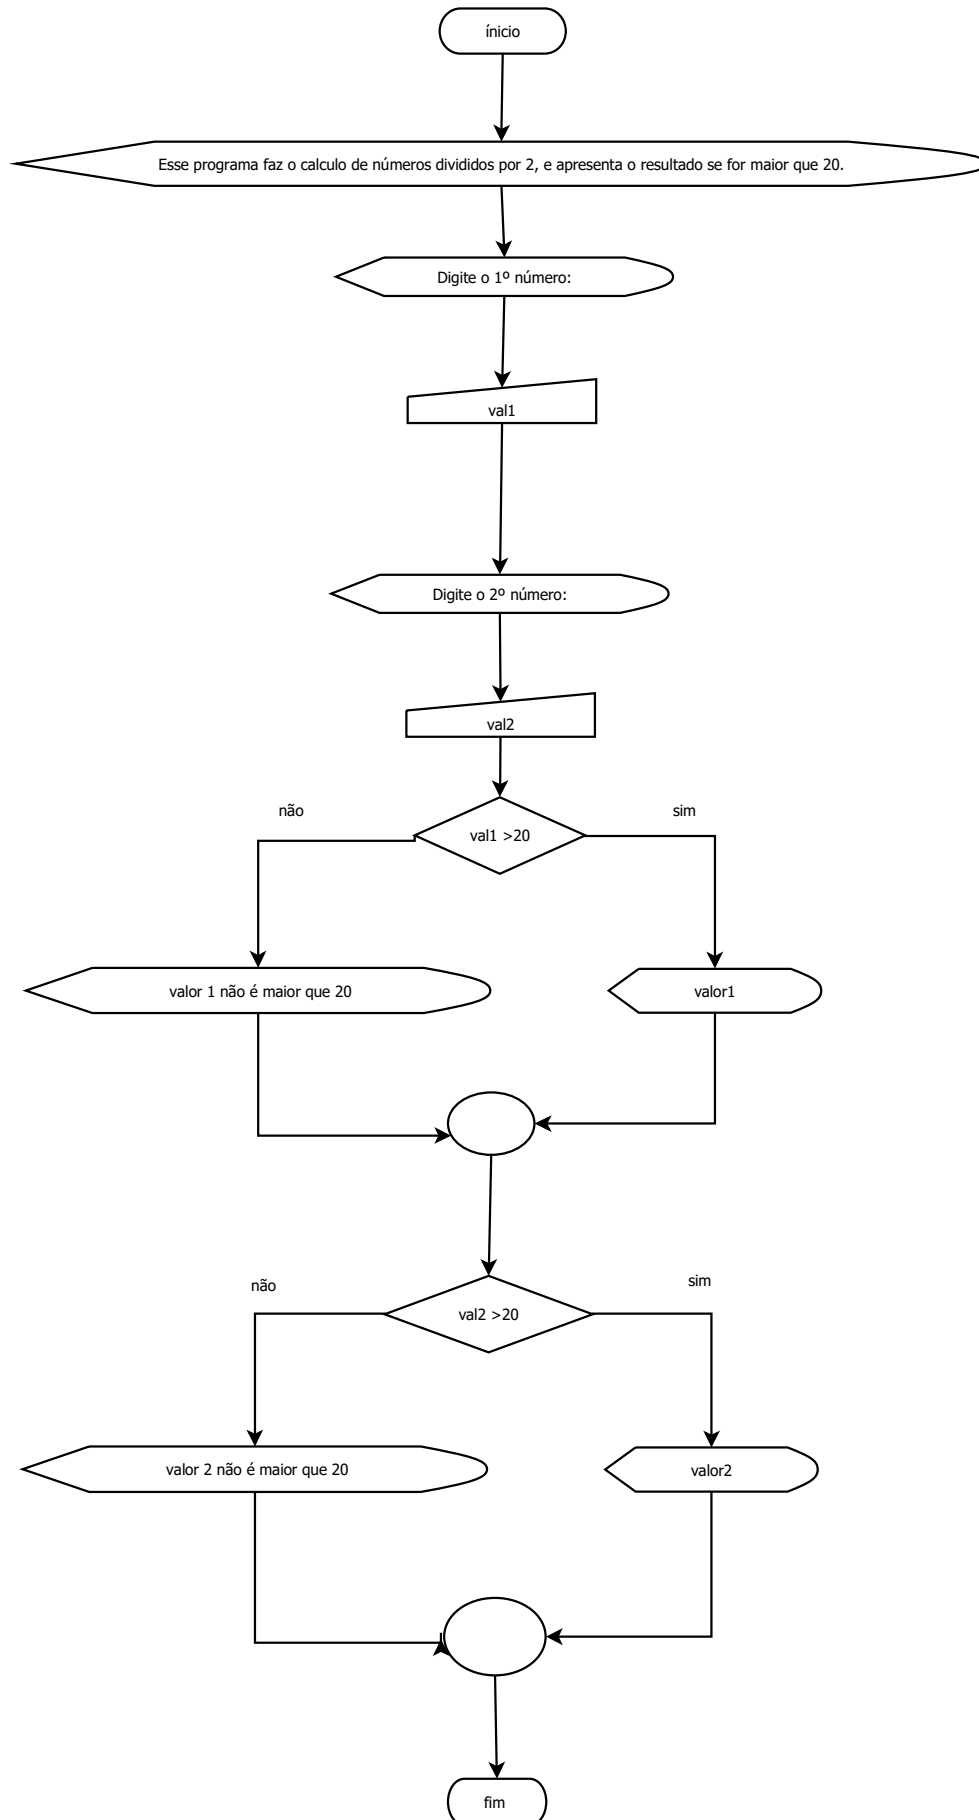 ínicio
Esse programa faz o calculo de números divididos por 2, e apresenta o resultado se for maior que 20.
Digite o 1º número:
val1
Digite o 2º número:
val2
não
sim
val1 >20
valor 1 não é maior que 20
valor1
não
sim
val2 >20
valor 2 não é maior que 20
valor2
fim